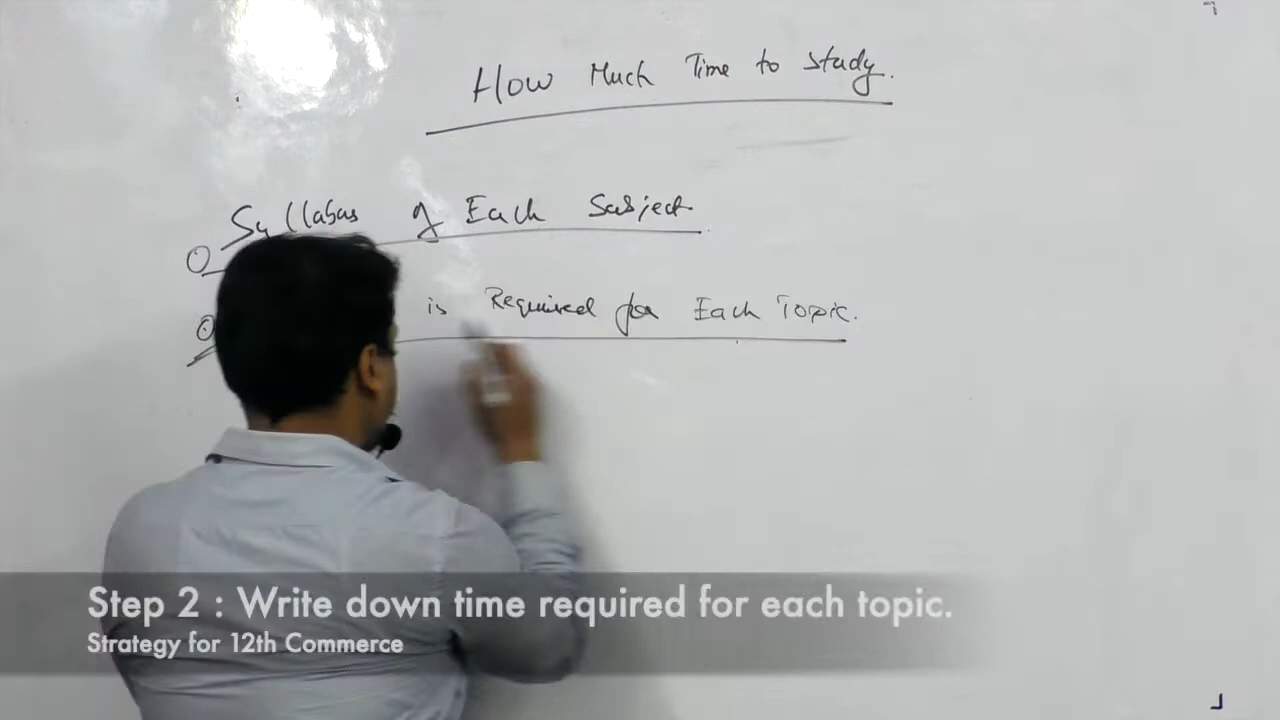 How Much Time to study.
Syllabus of Each Subject
is Required for Each Topic.
Step 2 : Write down time required for each topic.
Strategy for 12th Commerce